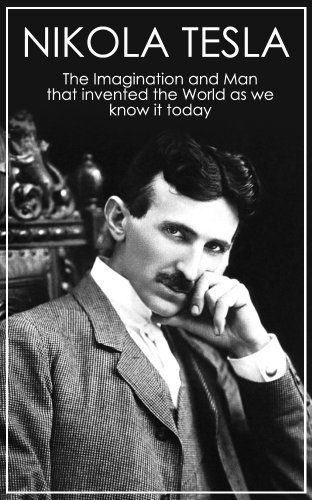 NIKOLA TESLA
The Imagination and Man
that invented the World as we
know it today